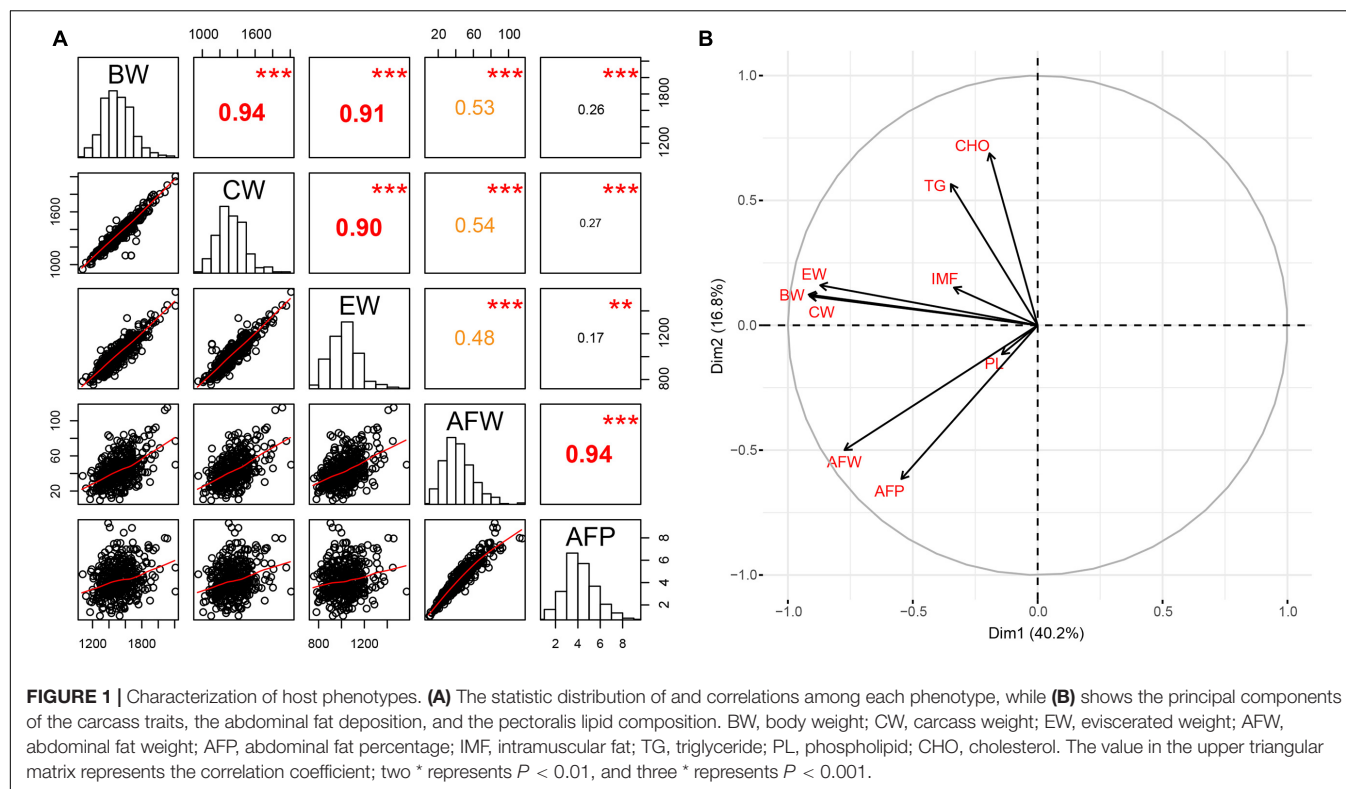 A
1000 1600
20 60 100
BW
***
0.94
***
0.91
***
0.53
***
0.26
1200 1800
CW
***
0.90
***
0.54
***
0.27
1000 1600
EW
***
0.48
**
0.17
800 1200
AFW
***
0.94
20 60 100
AFP
2 4 6 8
1200 1800
800 1200
2 4 6 8
B
1.0
0.5
0.0
−0.5
−1.0
Dim2 (16.8%)
CHO
TG
IMF
EW
BW
CW
PL
AFW
AFP
−1.0 −0.5 0.0 0.5 1.0
Dim1 (40.2%)
FIGURE 1 | Characterization of host phenotypes. (A) The statistic distribution of and correlations among each phenotype, while (B) shows the principal components
of the carcass traits, the abdominal fat deposition, and the pectoralis lipid composition. BW, body weight; CW, carcass weight; EW, eviscerated weight; AFW,
abdominal fat weight; AFP, abdominal fat percentage; IMF, intramuscular fat; TG, triglyceride; PL, phospholipid; CHO, cholesterol. The value in the upper triangular
matrix represents the correlation coefficient; two * represents P < 0.01, and three * represents P < 0.001.